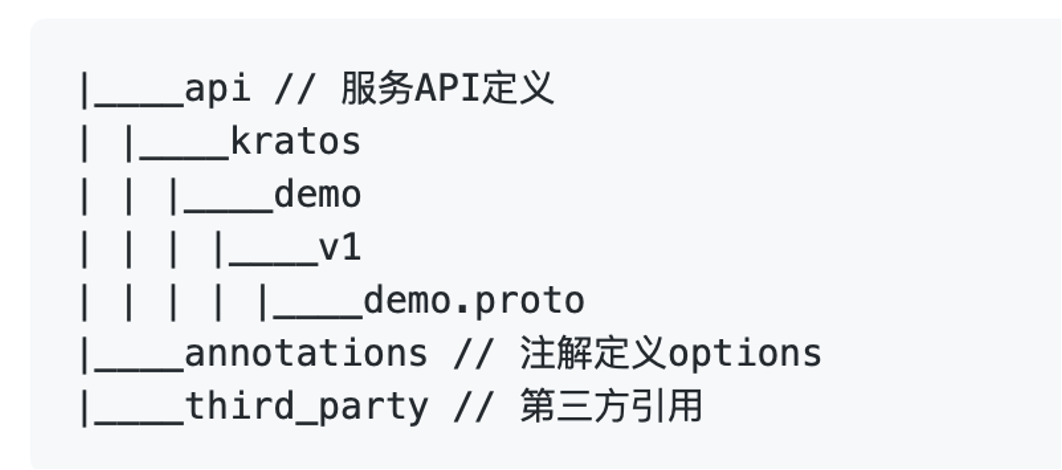 |____api // 服务API定义
| |____kratos
| | |____demo
| | | |____v1
| | | | |____demo.proto
|____annotations // 注解定义options
|____third_party // 第三方引用